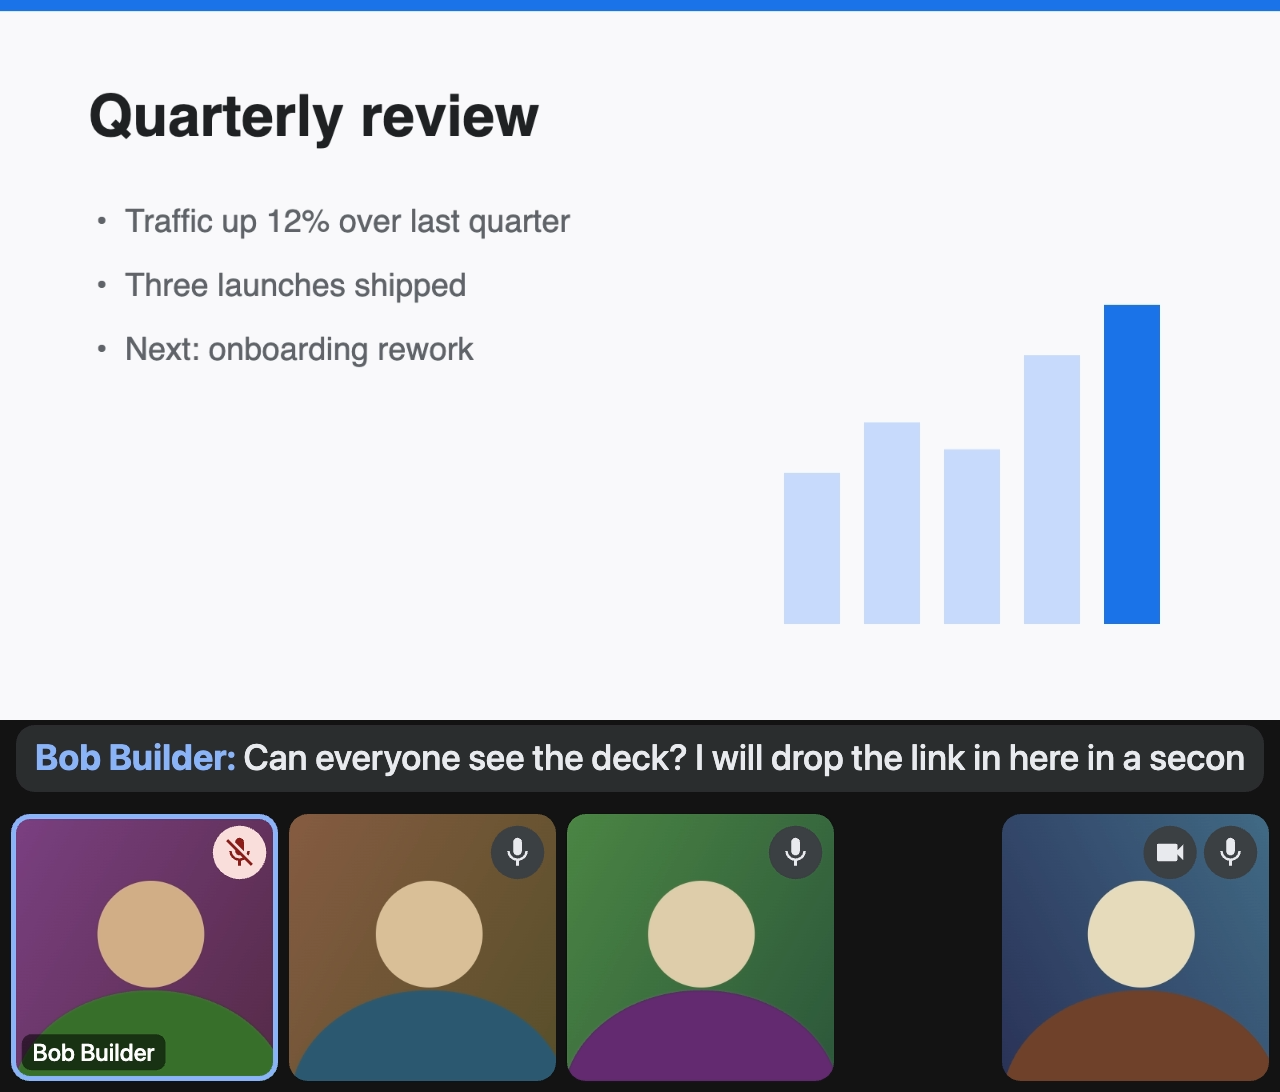 Quarterly review
• Traffic up 12% over last quarter
• Three launches shipped
• Next: onboarding rework
Bob Builder: Can everyone see the deck? I will drop the link in here in a secon
Bob Builder